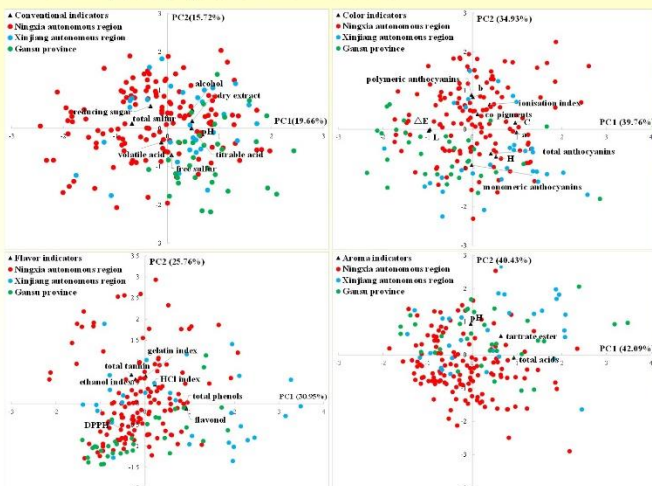 PC2(15.72%)
▲ Conventional indicators
Ningxia autonomous region
Xinjiang autonomous region
Gansu province
alcohol
dry extract
reducing sugar
total sulfur
PC1(19.66%)
pH
volatile acid
titrable acid
free sulfur
PC2 (34.93%)
▲ Color indicators
Ningxia autonomous region
Xinjiang autonomous region
Gansu province
polymeric anthocyanins
b
ionisation index
co pigments
PC1 (39.76%)
△E
C
L
a
H
total anthocyanins
monomeric anthocyanins
PC2 (25.76%)
▲ Flavor indicators
Ningxia autonomous region
Xinjiang autonomous region
Gansu province
gelatin index
total tannin
ethanol index
HCl index
total phenols
PC1 (30.95%)
DPPH
flavonol
PC2 (40.43%)
▲ Aroma indicators
Ningxia autonomous region
Xinjiang autonomous region
Gansu province
pH
tartrate ester
PC1 (42.09%)
total acids